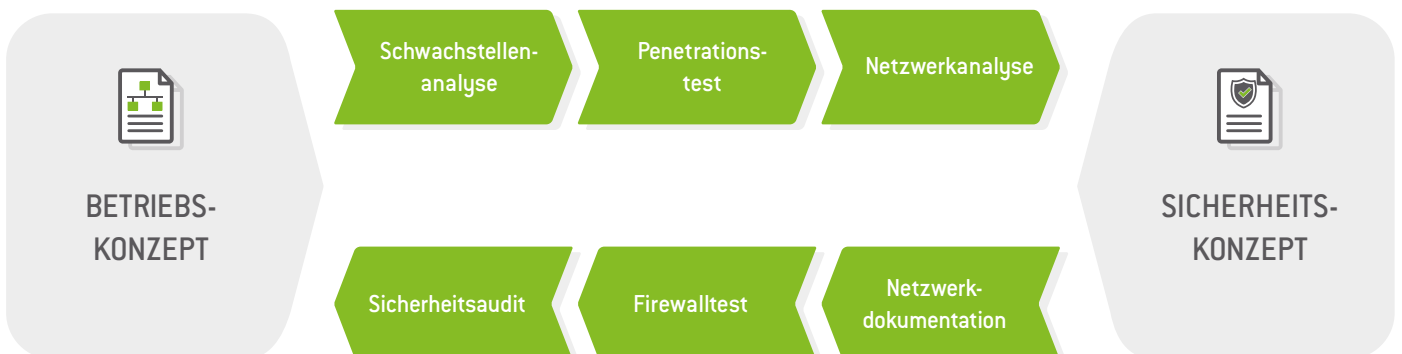 BETRIEBS-
KONZEPT
Schwachstellen-
analyse
Penetrations-
test
Netzwerkanalyse
Sicherheitsaudit
Firewalltest
Netzwerk-
dokumentation
SICHERHEITS-
KONZEPT